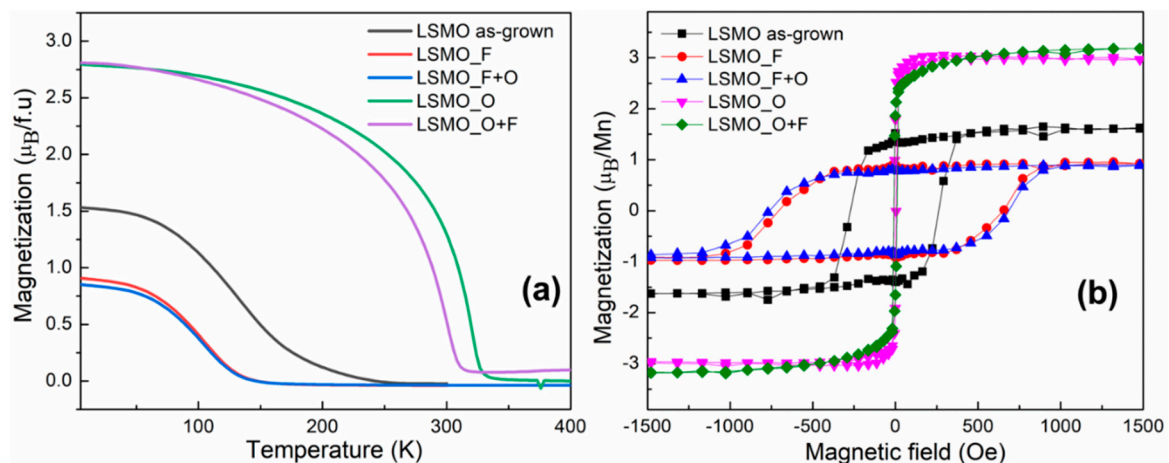 3.0
2.5
2.0
1.5
1.0
0.5
0.0
Magnetization (μB/f.u)
LSMO as-grown
LSMO_F
LSMO_F+O
LSMO_O
LSMO_O+F
(a)
100
200
300
400
Temperature (K)
3
2
1
0
-1
-2
-3
Magnetization (μB/Mn)
LSMO as-grown
LSMO_F
LSMO_F+O
LSMO_O
LSMO_O+F
(b)
-1500
-1000
-500
0
500
1000
1500
Magnetic field (Oe)